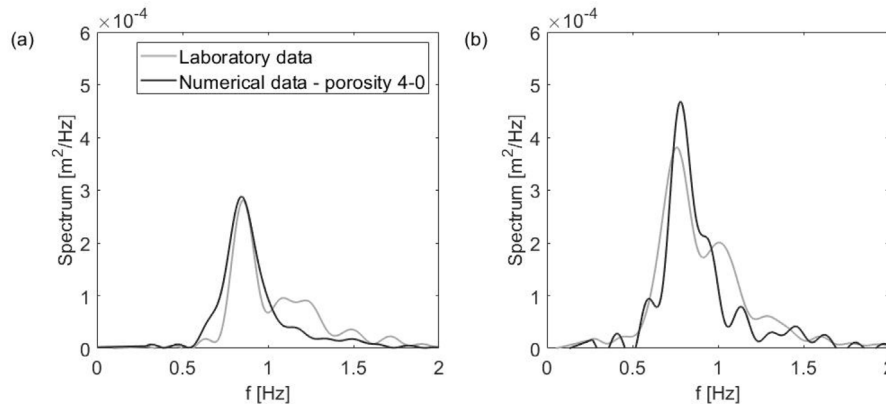 (a)
×10⁻⁴
6
5
4
3
2
1
0
Spectrum [m²/Hz]
Laboratory data
Numerical data - porosity 4-0
0 0.5 1 1.5 2
f [Hz]
(b)
×10⁻⁴
6
5
4
3
2
1
0
Spectrum [m²/Hz]
0 0.5 1 1.5 2
f [Hz]